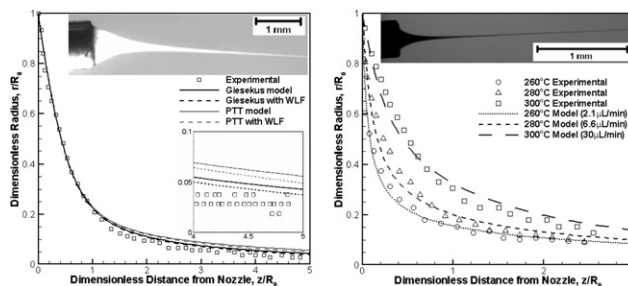 1
0.8
0.6
0.4
0.2
0
0
1
2
3
4
5
Dimensionless Radius, r/R₀
Dimensionless Distance from Nozzle, z/R₀
1 mm
Experimental
Giesekus model
Giesekus with WLF
PTT model
PTT with WLF
0.1
0.05
0
4
4.5
5
1
0.8
0.6
0.4
0.2
0
0
1
2
Dimensionless Radius, r/R₀
Dimensionless Distance from Nozzle, z/R₀
1 mm
260°C Experimental
280°C Experimental
300°C Experimental
260°C Model (2.1μL/min)
280°C Model (6.6μL/min)
300°C Model (30μL/min)